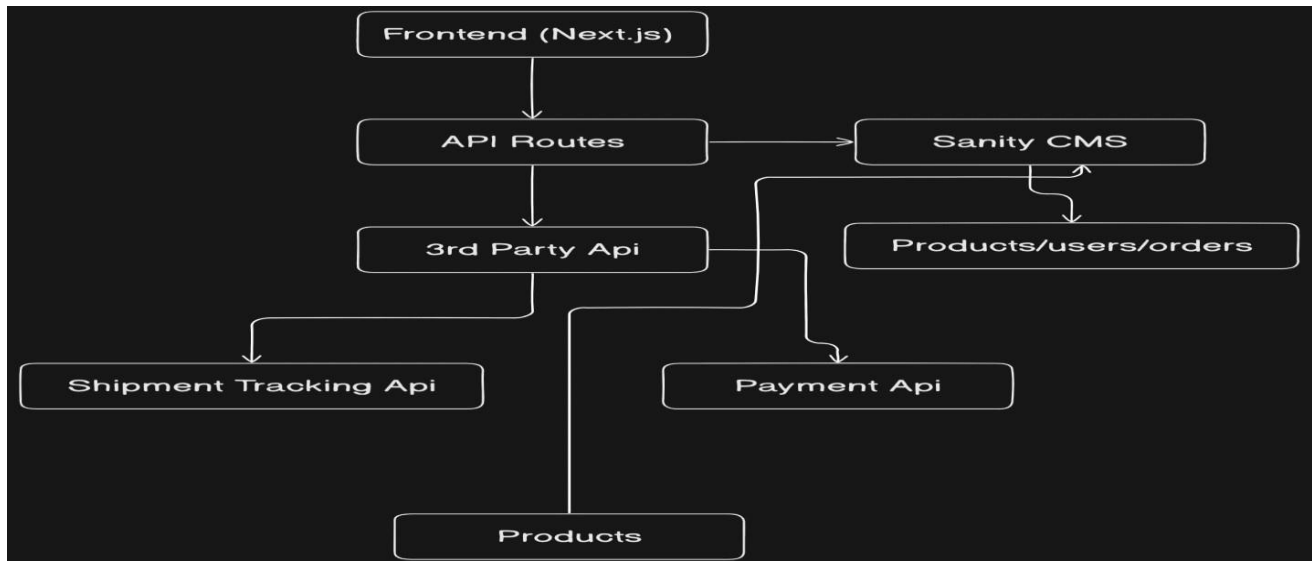 Frontend (Next.js)
API Routes
Sanity CMS
3rd Party Api
Products/users/orders
Shipment Tracking Api
Payment Api
Products